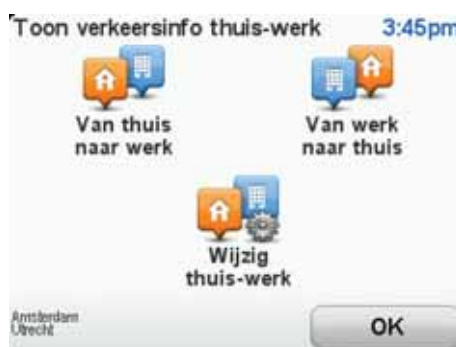 Toon verkeersinfo thuis-werk 3:45pm
Van thuis
naar werk
Van werk
naar thuis
Wijzig
thuis-werk
Amsterdam
Utrecht
OK